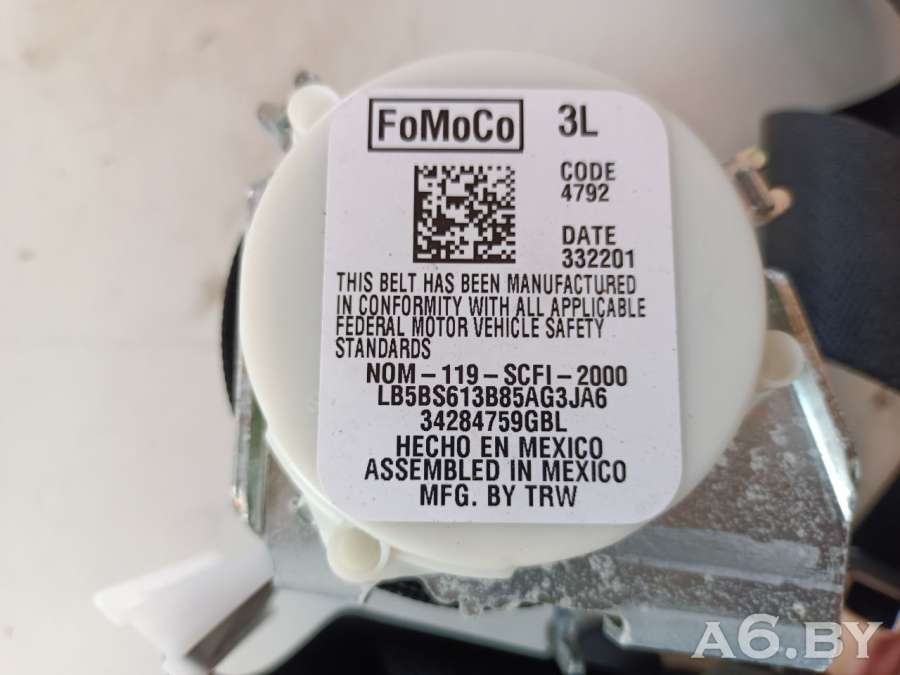 FoMoCo 3L
CODE
4792
DATE
332201
THIS BELT HAS BEEN MANUFACTURED
IN CONFORMITY WITH ALL APPLICABLE
FEDERAL MOTOR VEHICLE SAFETY
STANDARDS
NOM-119-SCFI-2000
LB5BS613B85AG3JA6
34284759GBL
HECHO EN MEXICO
ASSEMBLED IN MEXICO
MFG. BY TRW
A6.BY